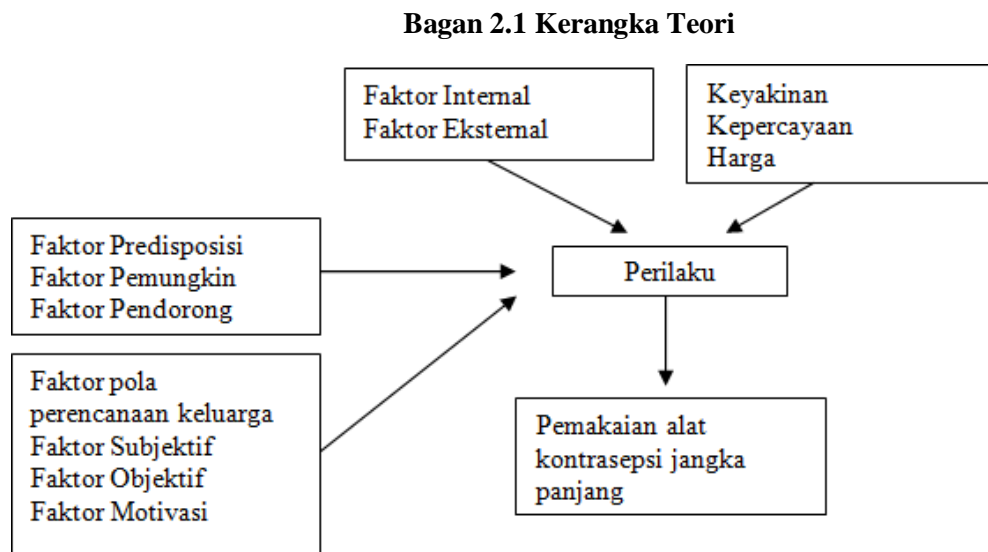 Bagan 2.1 Kerangka Teori
Faktor Internal
Faktor Eksternal
Keyakinan
Kepercayaan
Harga
Faktor Predisposisi
Faktor Pemungkin
Faktor Pendorong
Perilaku
Faktor pola
perencanaan keluarga
Faktor Subjektif
Faktor Objektif
Faktor Motivasi
Pemakaian alat
kontrasepsi jangka
panjang